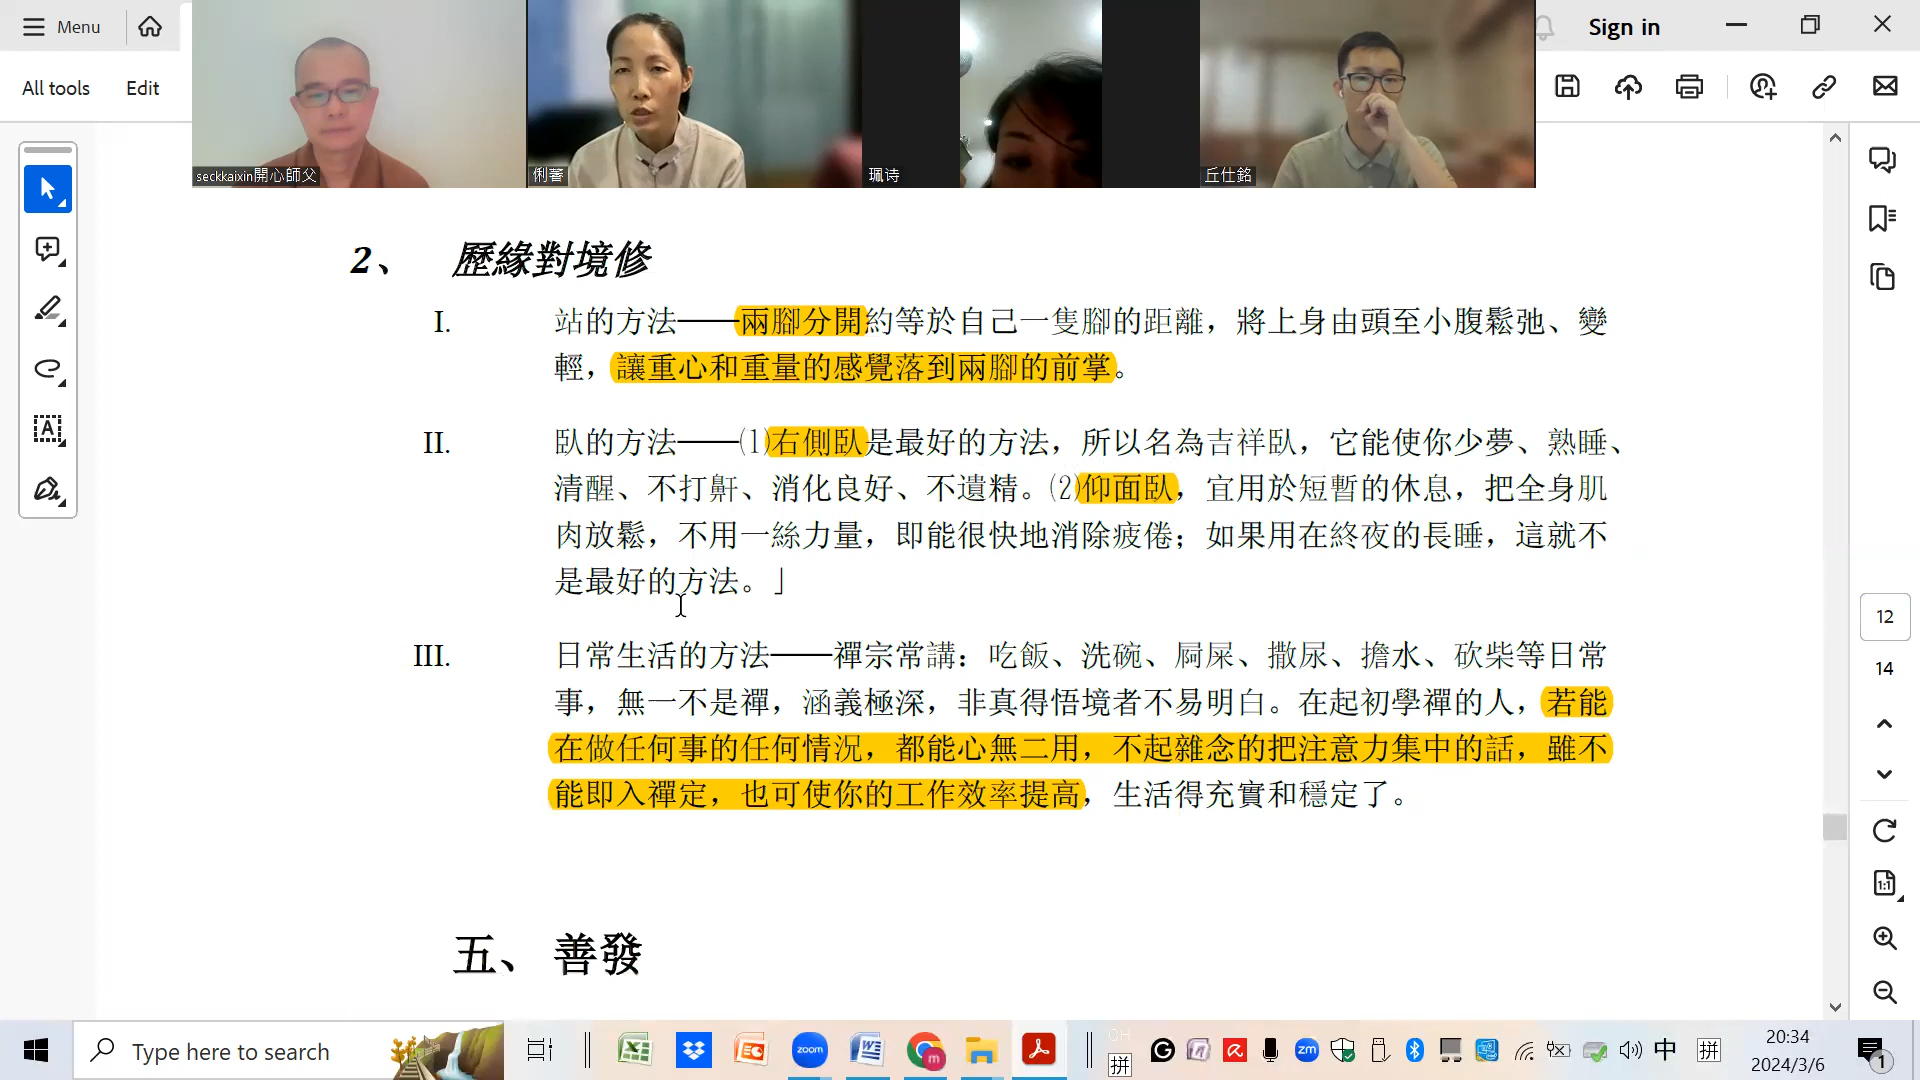 Menu
Sign in
All tools
Edit
seckkaixin開心師父
俐蓉
珮诗
丘仕銘
2、 歷緣對境修
I. 站的方法——兩腳分開約等於自己一隻腳的距離，將上身由頭至小腹鬆弛、變
輕，讓重心和重量的感覺落到兩腳的前掌。
II. 臥的方法——⑴右側臥是最好的方法，所以名為吉祥臥，它能使你少夢、熟睡、
清醒、不打鼾、消化良好、不遺精。⑵仰面臥，宜用於短暫的休息，把全身肌
肉放鬆，不用一絲力量，即能很快地消除疲倦；如果用在終夜的長睡，這就不
是最好的方法。」
III. 日常生活的方法——禪宗常講：吃飯、洗碗、屙屎、撒尿、擔水、砍柴等日常
事，無一不是禪，涵義極深，非真得悟境者不易明白。在起初學禪的人，若能
在做任何事的任何情況，都能心無二用，不起雜念的把注意力集中的話，雖不
能即入禪定，也可使你的工作效率提高，生活得充實和穩定了。
五、 善發
12
14
1:1
Type here to search
zoom
zm
中
拼
拼
20:34
2024/3/6
1